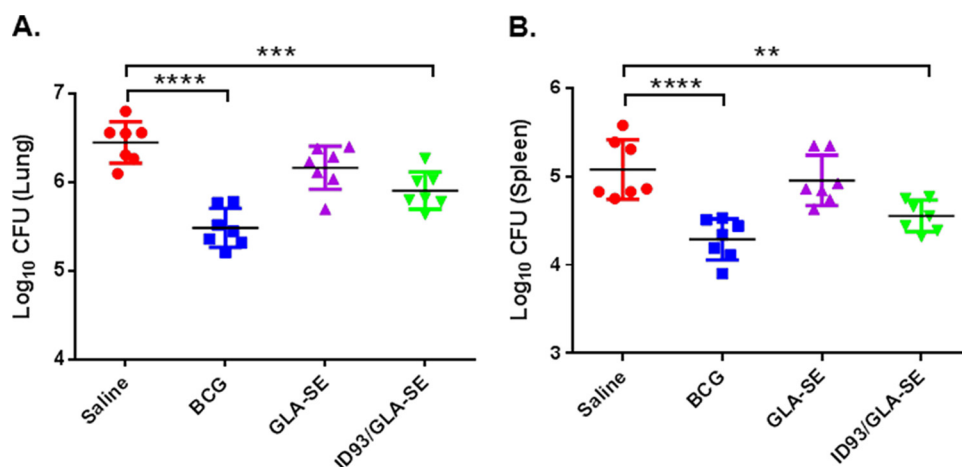 A.
***
****
7
6
5
4
Log10 CFU (Lung)
Saline
BCG
GLA-SE
ID93/GLA-SE
B.
**
****
6
5
4
3
Log10 CFU (Spleen)
Saline
BCG
GLA-SE
ID93/GLA-SE